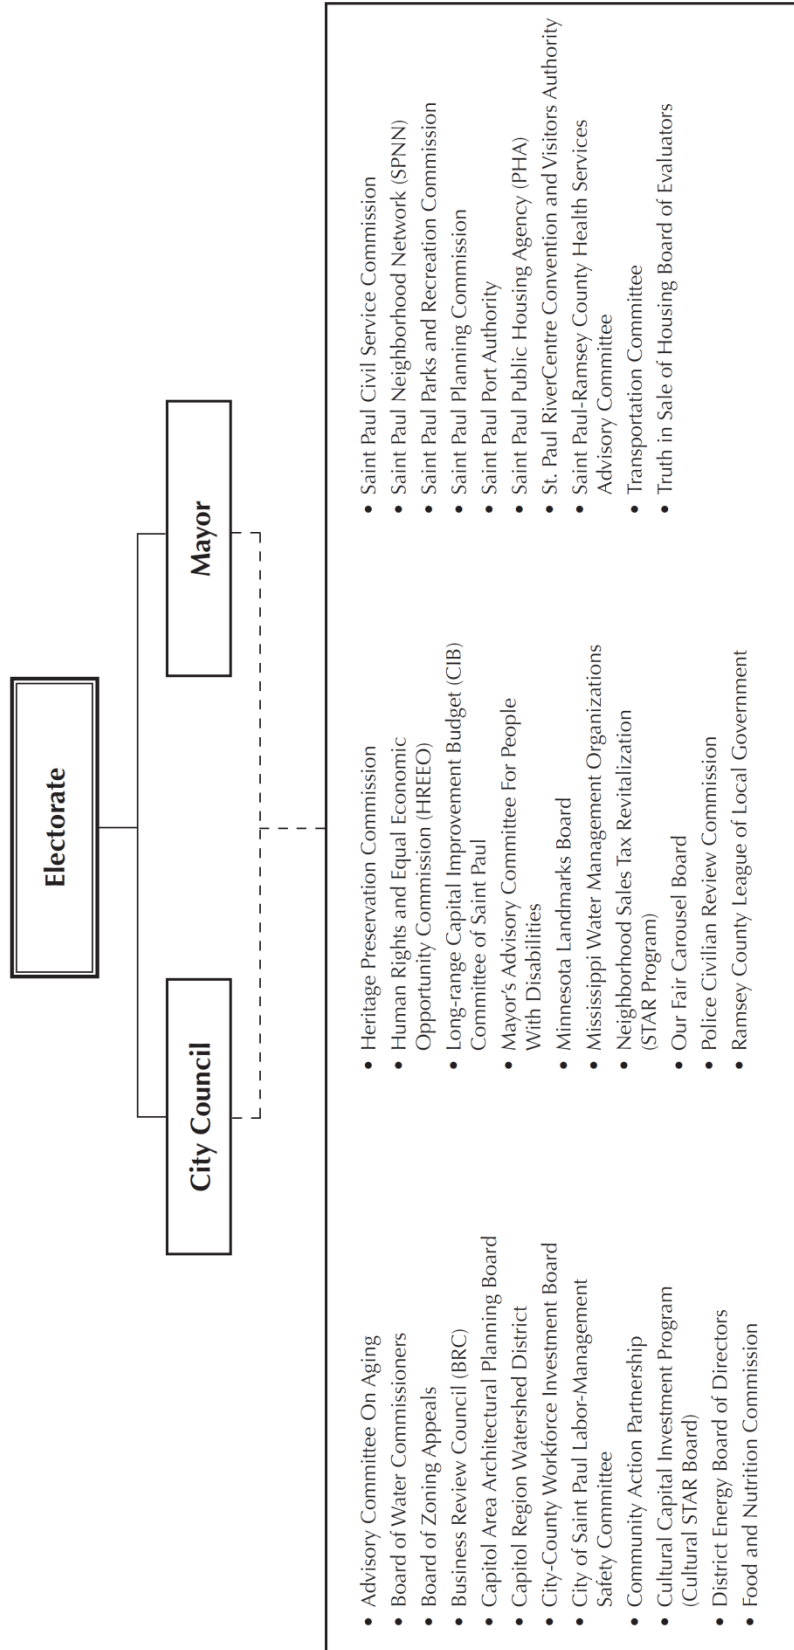 Electorate
City Council
Mayor
• Advisory Committee On Aging
• Board of Water Commissioners
• Board of Zoning Appeals
• Business Review Council (BRC)
• Capitol Area Architectural Planning Board
• Capitol Region Watershed District
• City-County Workforce Investment Board
• City of Saint Paul Labor-Management
Safety Committee
• Community Action Partnership
• Cultural Capital Investment Program
(Cultural STAR Board)
• District Energy Board of Directors
• Food and Nutrition Commission
• Heritage Preservation Commission
• Human Rights and Equal Economic
Opportunity Commission (HREEO)
• Long-range Capital Improvement Budget (CIB)
Committee of Saint Paul
• Mayor's Advisory Committee For People
With Disabilities
• Minnesota Landmarks Board
• Mississippi Water Management Organizations
• Neighborhood Sales Tax Revitalization
(STAR Program)
• Our Fair Carousel Board
• Police Civilian Review Commission
• Ramsey County League of Local Government
• Saint Paul Civil Service Commission
• Saint Paul Neighborhood Network (SPNN)
• Saint Paul Parks and Recreation Commission
• Saint Paul Planning Commission
• Saint Paul Port Authority
• Saint Paul Public Housing Agency (PHA)
• St. Paul RiverCentre Convention and Visitors Authority
• Saint Paul-Ramsey County Health Services
Advisory Committee
• Transportation Committee
• Truth in Sale of Housing Board of Evaluators